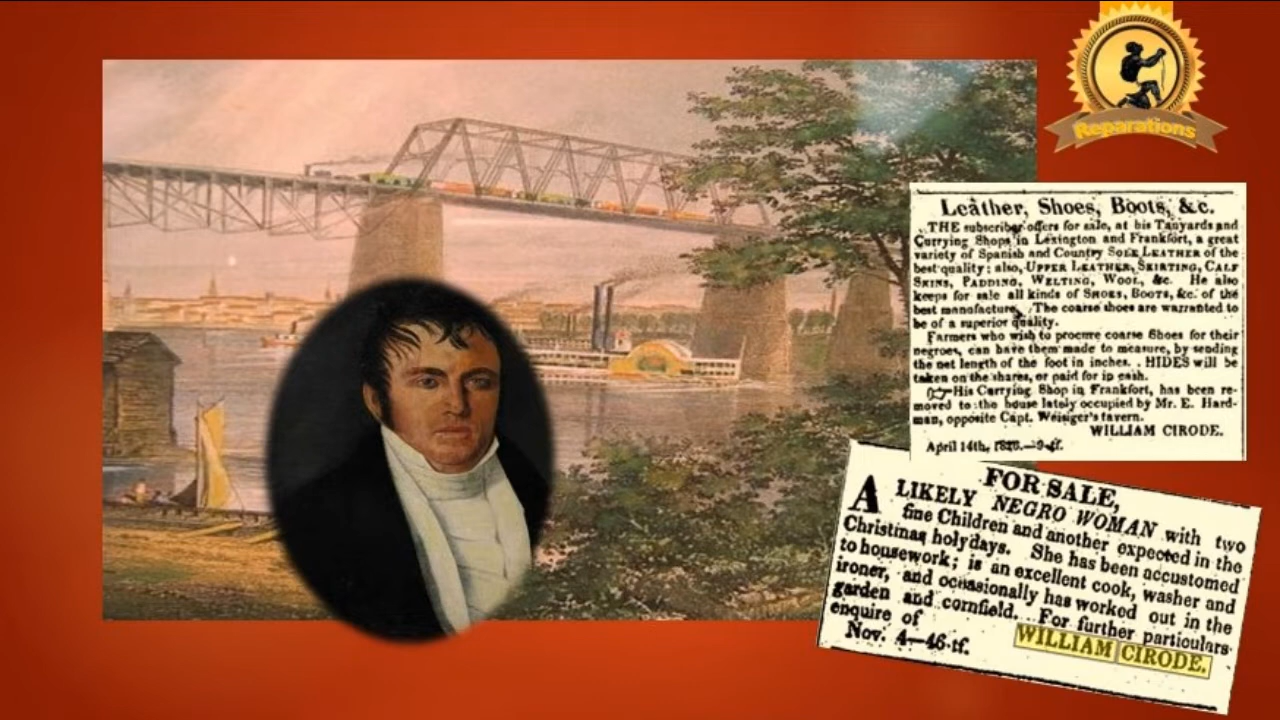 Reparations
Leather, Shoes, Boots, &c.
THE subscriber offers for sale, at his Tanyards and
Currying Shops in Lexington and Frankfort, a great
variety of Spanish and Country SOLE LEATHER of the
best quality; also, UPPER LEATHER, SKIRTING, CALF
SKINS, PADDING, WELTING, WOOL, &c. He also
keeps for sale all kinds of SHOES, BOOTS, &c. of the
best manufacture. The coarse shoes are warranted to
be of a superior quality.
Farmers who wish to procure coarse Shoes for their
negroes, can have them made to measure, by sending
the net length of the foot in inches. HIDES will be
taken on the shares, or paid for in cash.
His Currying Shop in Frankfort, has been re-
moved to the house lately occupied by Mr. E. Hard-
man, opposite Capt. Weisiger's tavern.
WILLIAM CIRODE.
April 14th,
FOR SALE,
A LIKELY NEGRO WOMAN with two
fine Children and another expected in the
Christmas holydays. She has been accustomed
to housework; is an excellent cook, washer and
ironer, and occasionally has worked out in the
garden and cornfield. For further particulars
enquire of
WILLIAM CIRODE.
Nov. 4—46-tf.